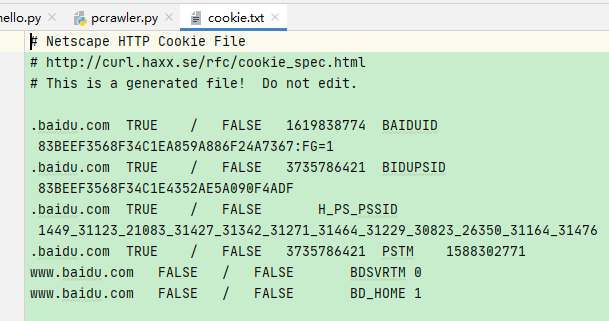 hello.py × pcrawler.py × cookie.txt ×
# Netscape HTTP Cookie File
# http://curl.haxx.se/rfc/cookie_spec.html
# This is a generated file!  Do not edit.
.baidu.com TRUE / FALSE 1619838774 BAIDUID
83BEEF3568F34C1EA859A886F24A7367:FG=1
.baidu.com TRUE / FALSE 3735786421 BIDUPSID
83BEEF3568F34C1E4352AE5A090F4ADF
.baidu.com TRUE / FALSE H_PS_PSSID
1449_31123_21083_31427_31342_31271_31464_31229_30823_26350_31164_31476
.baidu.com TRUE / FALSE 3735786421 PSTM 1588302771
www.baidu.com FALSE / FALSE BDSVRTM 0
www.baidu.com FALSE / FALSE BD_HOME 1